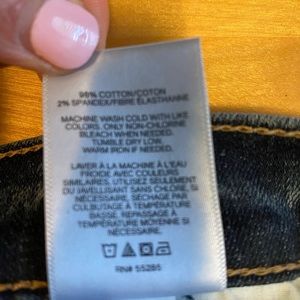 98% COTTON/COTON
2% SPANDEX/FIBRE ÉLASTHANNE
MACHINE WASH COLD WITH LIKE
COLORS. ONLY NON-CHLORINE
BLEACH WHEN NEEDED.
TUMBLE DRY LOW.
WARM IRON IF NEEDED.
LAVER À LA MACHINE À L'EAU
FROIDE AVEC DES COULEURS
SIMILAIRES. UTILISEZ SEULEMENT
DU JAVELLISANT SANS CHLORE, SI
NÉCESSAIRE. SÉCHAGE PAR
CULBUTAGE À TEMPÉRATURE
BASSE. REPASSAGE À
TEMPÉRATURE MOYENNE SI
NÉCESSAIRE.
RN# 55285